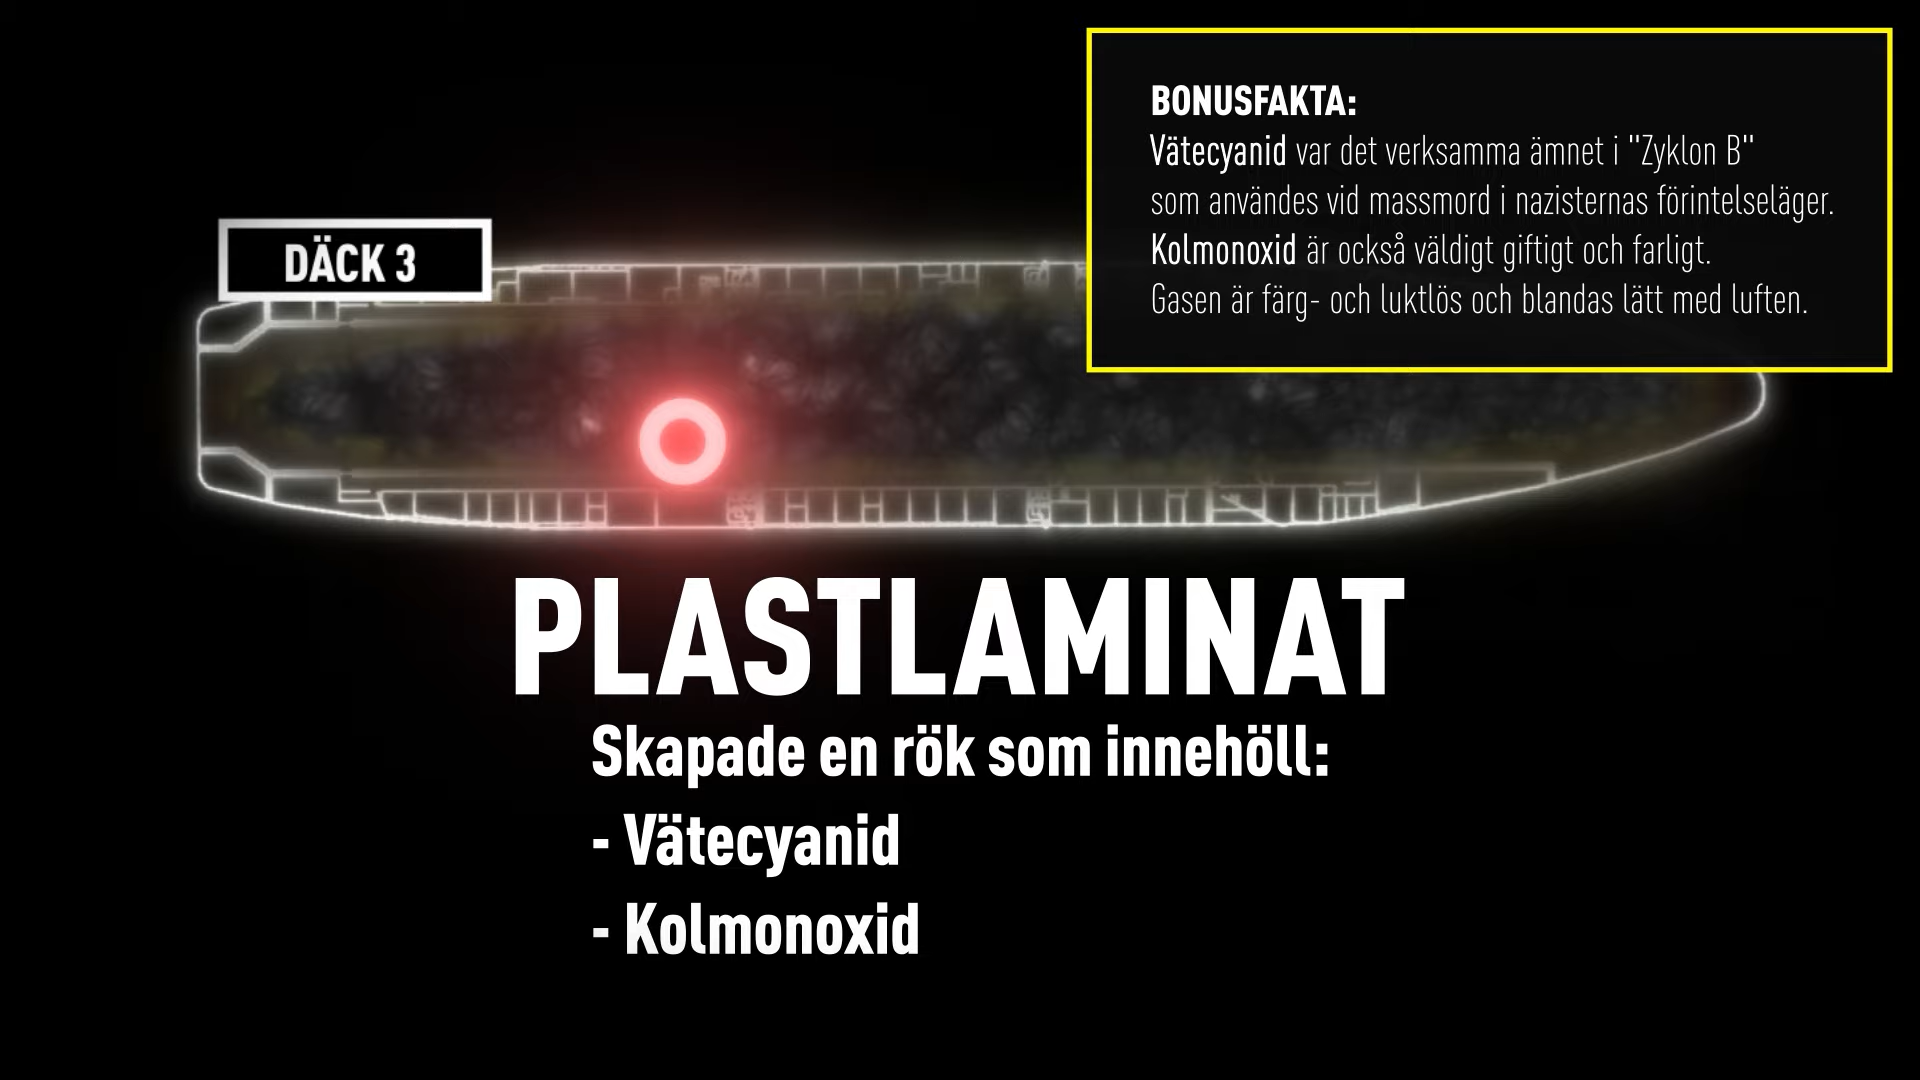 BONUSFAKTA:
Vätecyanid var det verksamma ämnet i "Zyklon B"
som användes vid massmord i nazisternas förintelseläger.
Kolmonoxid är också väldigt giftigt och farligt.
Gasen är färg- och luktlös och blandas lätt med luften.
DÄCK 3
PLASTLAMINAT
Skapade en rök som innehöll:
- Vätecyanid
- Kolmonoxid